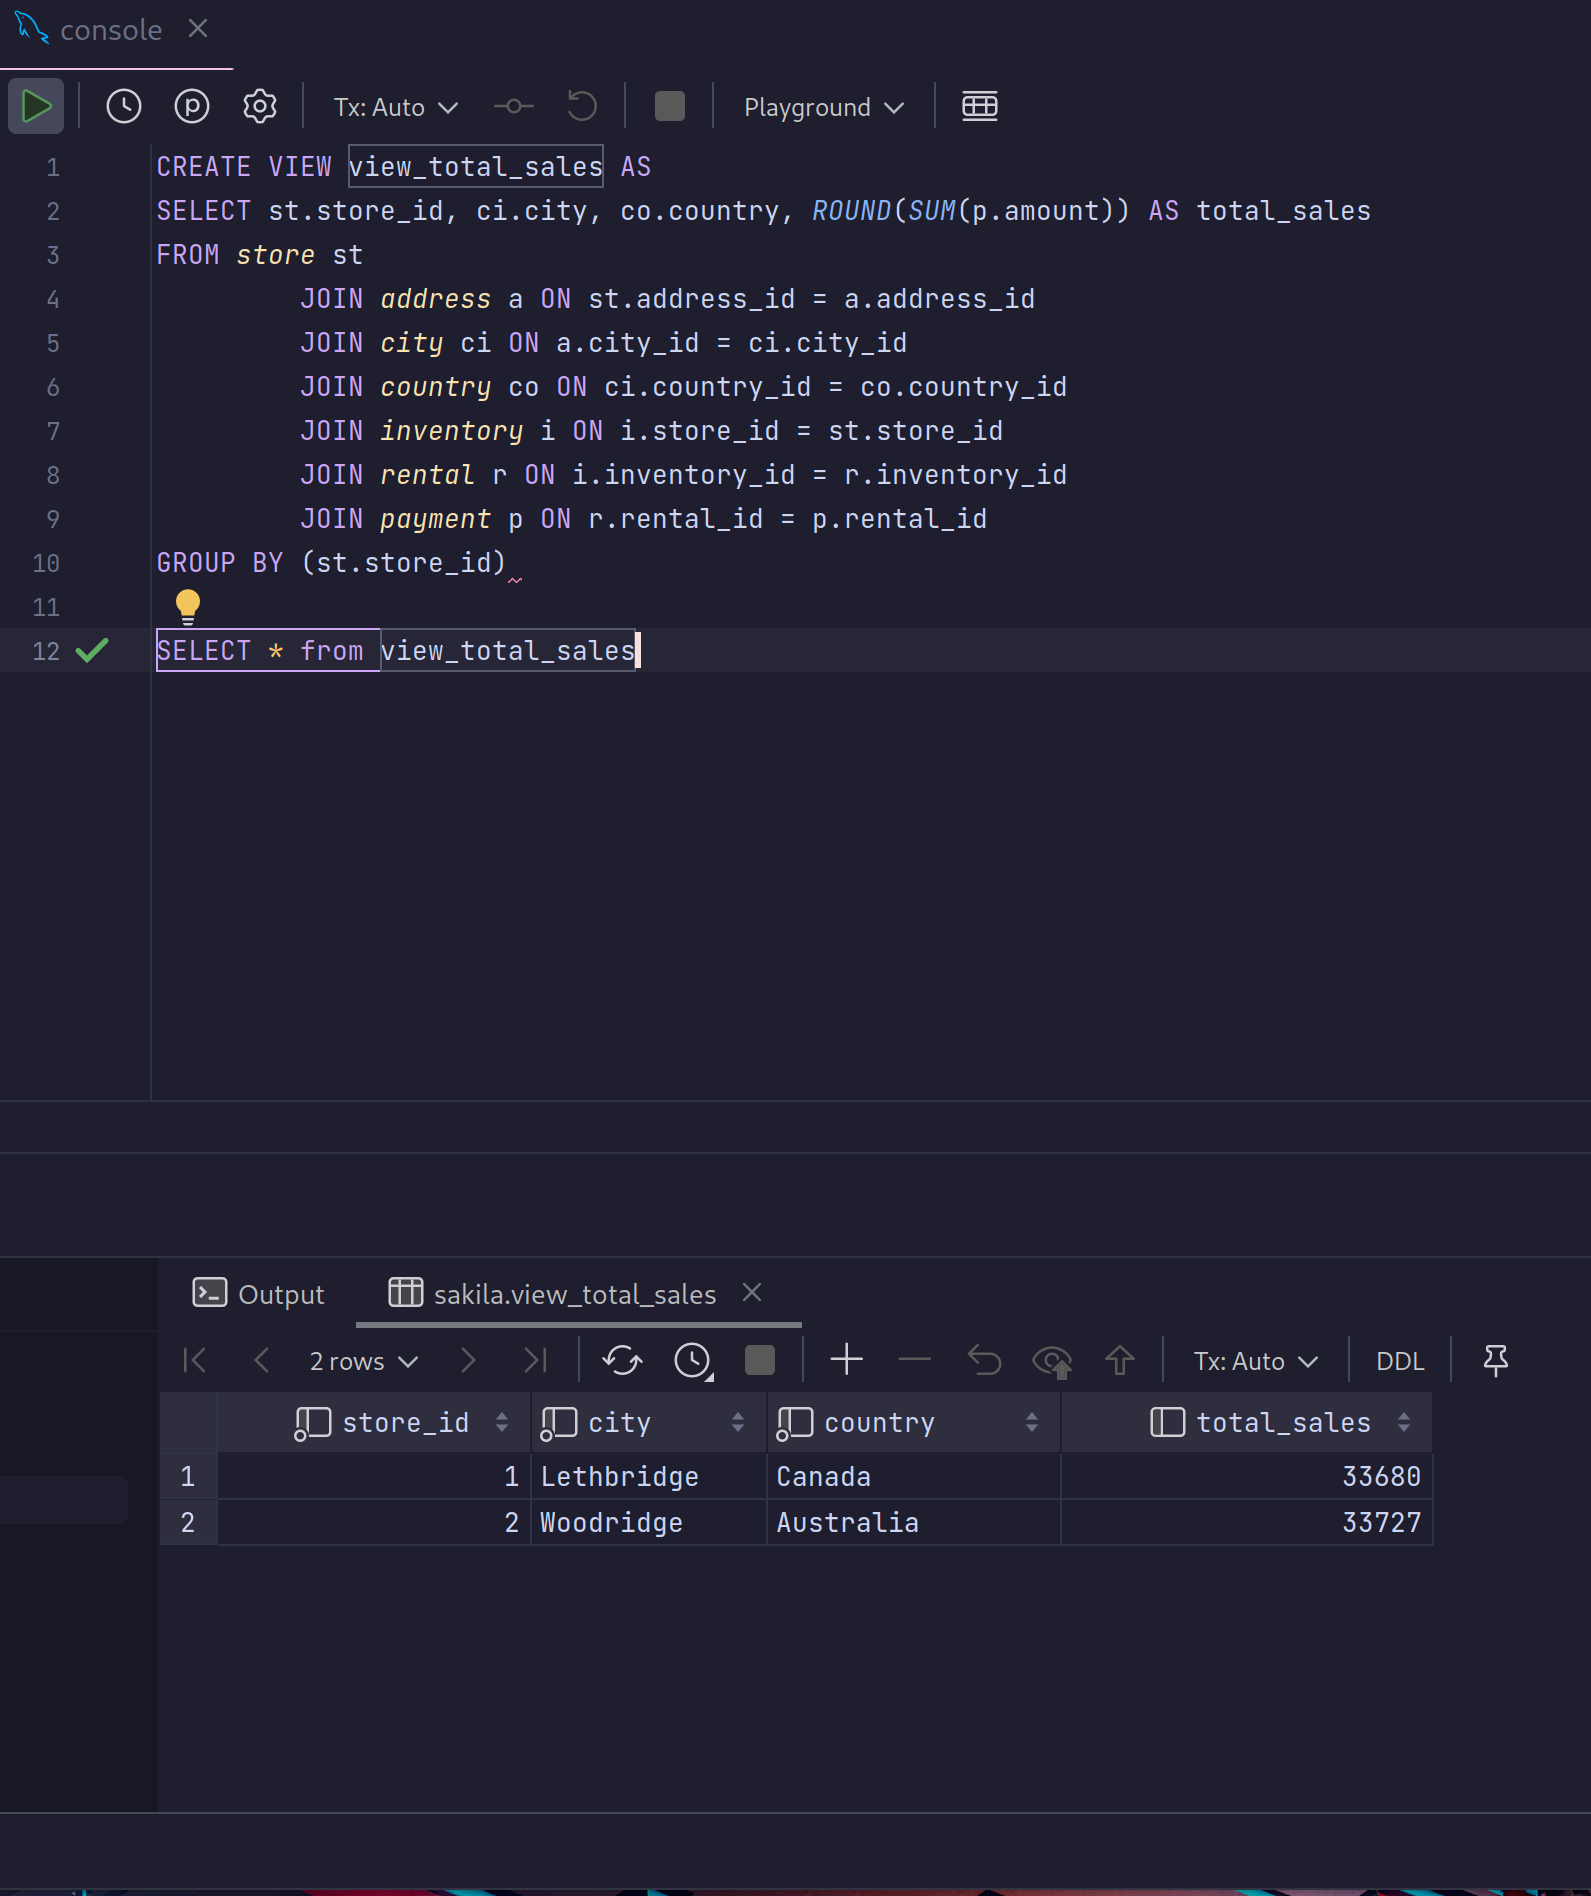 console
Tx: Auto Playground
1 CREATE VIEW view_total_sales AS
2 SELECT st.store_id, ci.city, co.country, ROUND(SUM(p.amount)) AS total_sales
3 FROM store st
4 JOIN address a ON st.address_id = a.address_id
5 JOIN city ci ON a.city_id = ci.city_id
6 JOIN country co ON ci.country_id = co.country_id
7 JOIN inventory i ON i.store_id = st.store_id
8 JOIN rental r ON i.inventory_id = r.inventory_id
9 JOIN payment p ON r.rental_id = p.rental_id
10 GROUP BY (st.store_id)
11
12 SELECT * from view_total_sales
Output sakila.view_total_sales
2 rows Tx: Auto DDL
store_id city country total_sales
1 1 Lethbridge Canada 33680
2 2 Woodridge Australia 33727